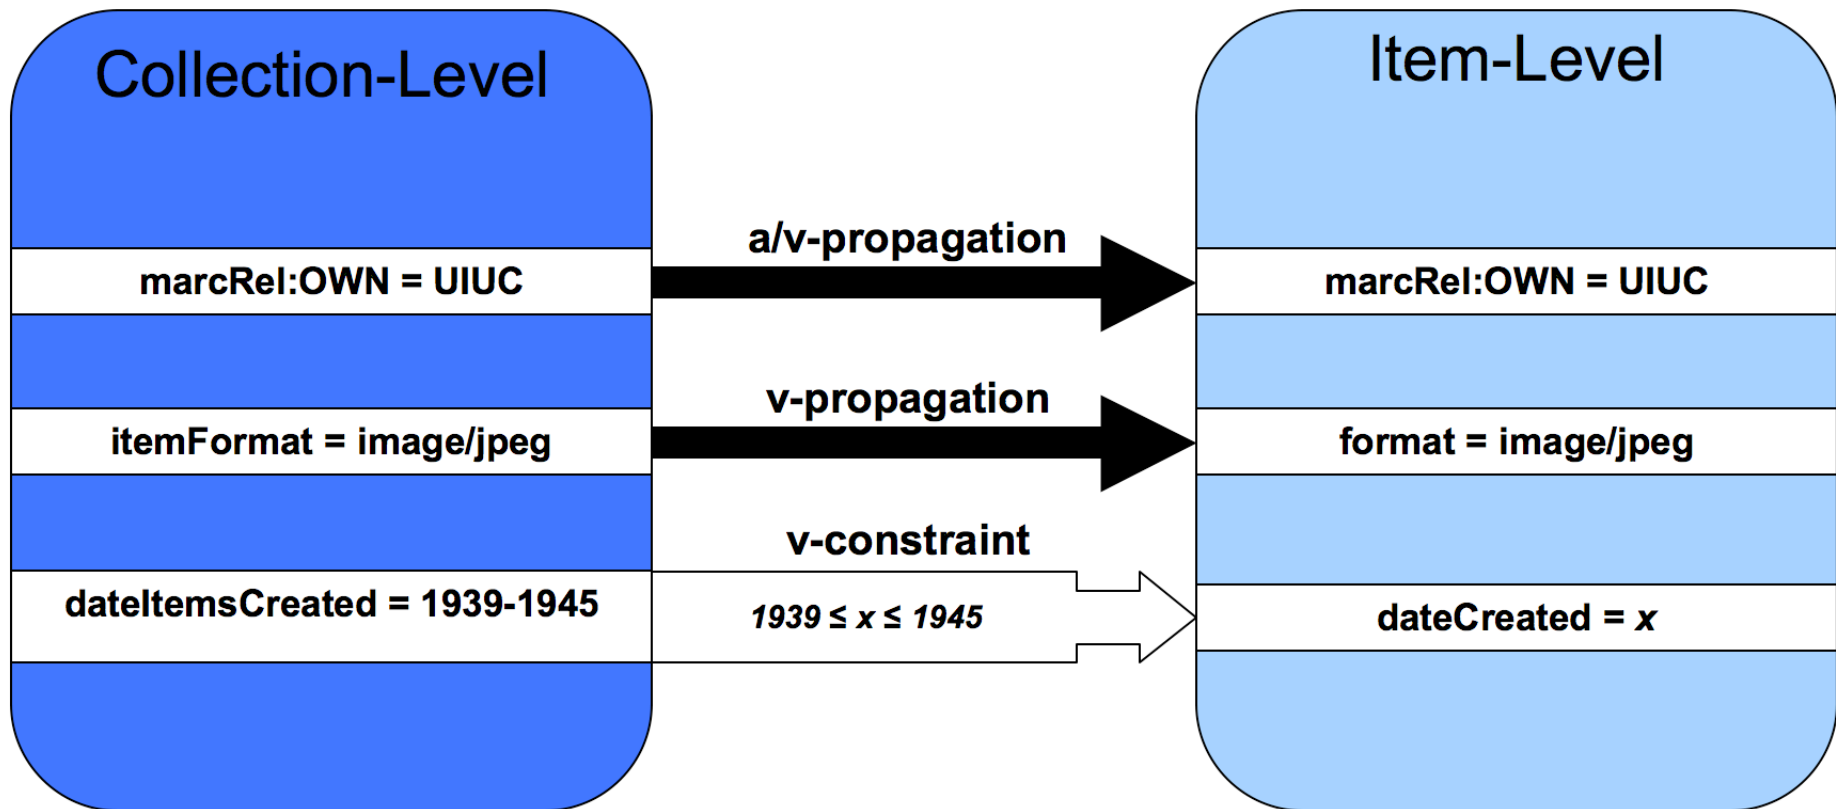 Collection-Level
Item-Level
a/v-propagation
marcRel:OWN = UIUC
marcRel:OWN = UIUC
v-propagation
itemFormat = image/jpeg
format = image/jpeg
v-constraint
dateItemsCreated = 1939-1945
1939 ≤ x ≤ 1945
dateCreated = x